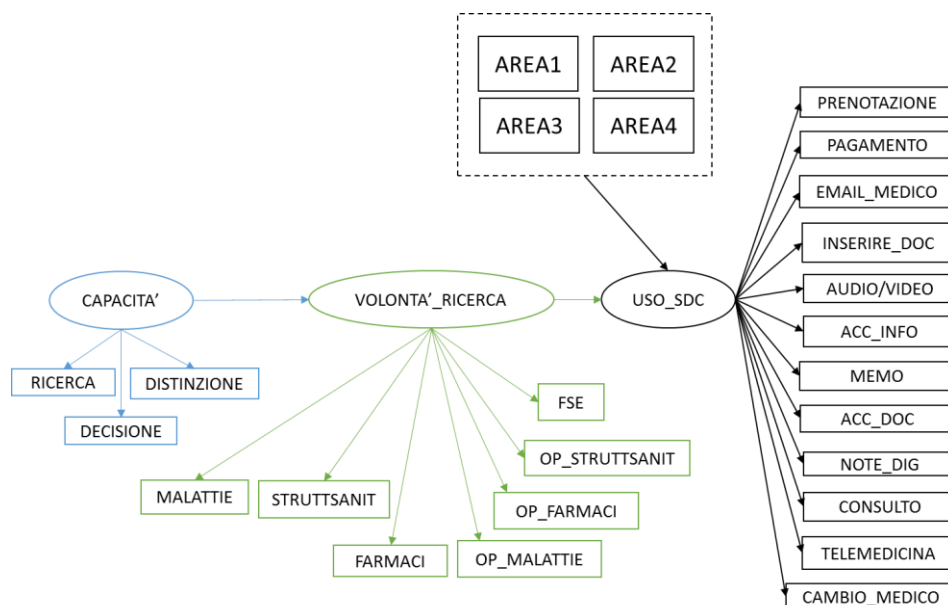 AREA1
AREA2
AREA3
AREA4
PRENOTAZIONE
PAGAMENTO
EMAIL_MEDICO
INSERIRE_DOC
AUDIO/VIDEO
ACC_INFO
MEMO
ACC_DOC
NOTE_DIG
CONSULTO
TELEMEDICINA
CAMBIO_MEDICO
CAPACITA’
VOLONTA’_RICERCA
USO_SDC
RICERCA
DISTINZIONE
DECISIONE
FSE
OP_STRUTTSANIT
MALATTIE
STRUTTSANIT
OP_FARMACI
FARMACI
OP_MALATTIE